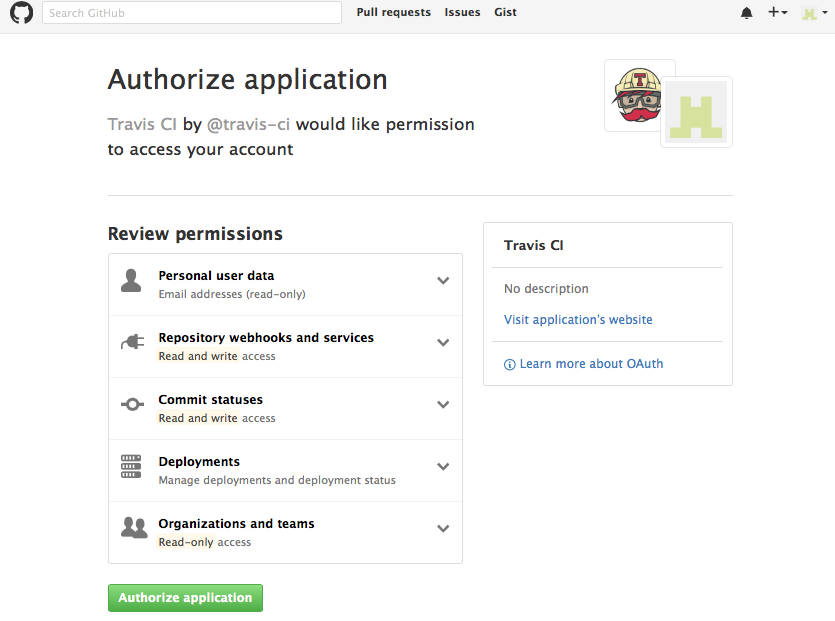 Search GitHub Pull requests Issues Gist
Authorize application
Travis CI by @travis-ci would like permission
to access your account
Review permissions
Personal user data
Email addresses (read-only)
Repository webhooks and services
Read and write access
Commit statuses
Read and write access
Deployments
Manage deployments and deployment status
Organizations and teams
Read-only access
Authorize application
Travis CI
No description
Visit application's website
Learn more about OAuth
T